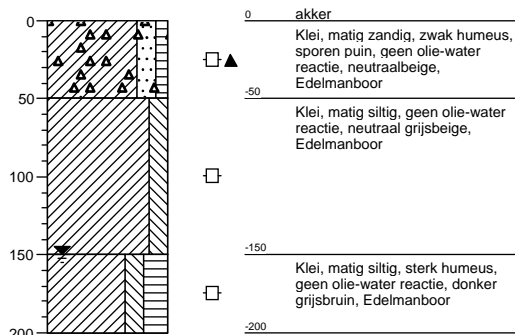 0
50
100
150
200
0
akker
Klei, matig zandig, zwak humeus,
sporen puin, geen olie-water
reactie, neutraalbeige,
Edelmanboor
-50
Klei, matig siltig, geen olie-water
reactie, neutraal grijsbeige,
Edelmanboor
-150
Klei, matig siltig, sterk humeus,
geen olie-water reactie, donker
grijsbruin, Edelmanboor
-200